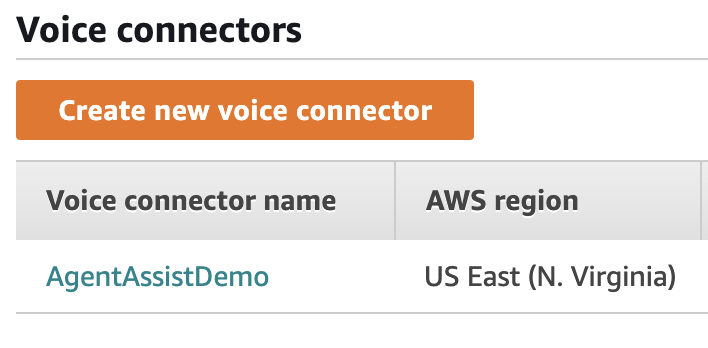 Voice connectors
Create new voice connector
Voice connector name AWS region
AgentAssistDemo US East (N. Virginia)